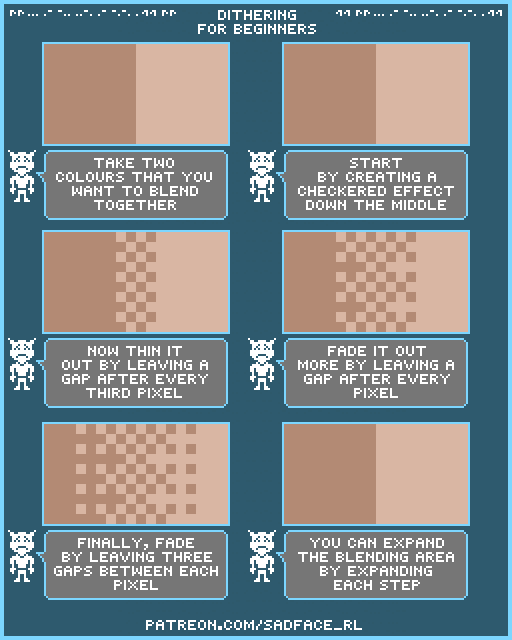 DITHERING
FOR BEGINNERS
TAKE TWO
COLOURS THAT YOU
WANT TO BLEND
TOGETHER
START
BY CREATING A
CHECKERED EFFECT
DOWN THE MIDDLE
NOW THIN IT
OUT BY LEAVING A
GAP AFTER EVERY
THIRD PIXEL
FADE IT OUT
MORE BY LEAVING A
GAP AFTER EVERY
PIXEL
FINALLY, FADE
BY LEAVING THREE
GAPS BETWEEN EACH
PIXEL
YOU CAN EXPAND
THE BLENDING AREA
BY EXPANDING
EACH STEP
PATREON.COM/SADFACE_RL